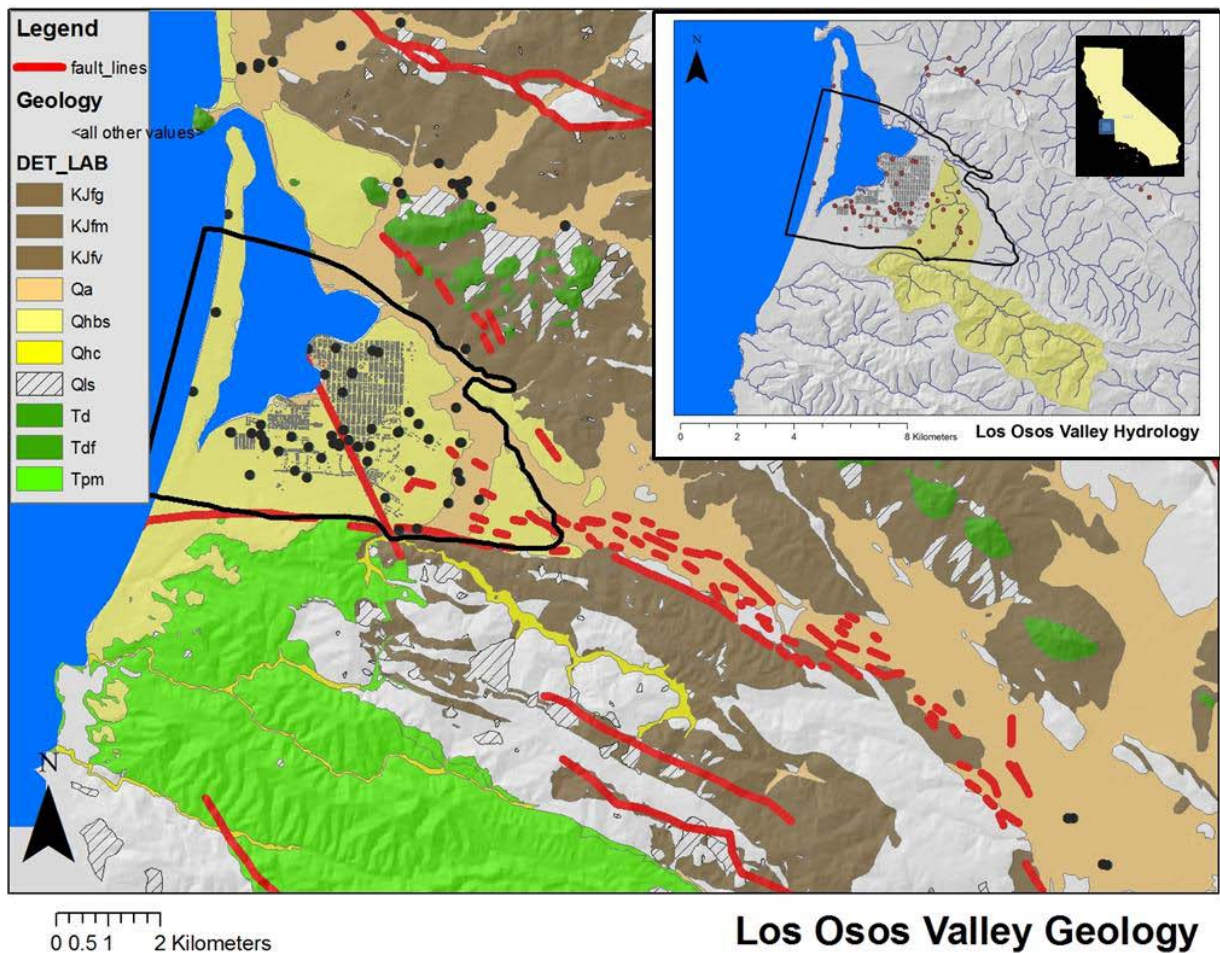 Legend
fault_lines
Geology
<all other values>
DET_LAB
KJfg
KJfm
KJfv
Qa
Qhbs
Qhc
Qls
Td
Tdf
Tpm
N
0 2 4 8 Kilometers
Los Osos Valley Hydrology
N
0 0.5 1 2 Kilometers
Los Osos Valley Geology